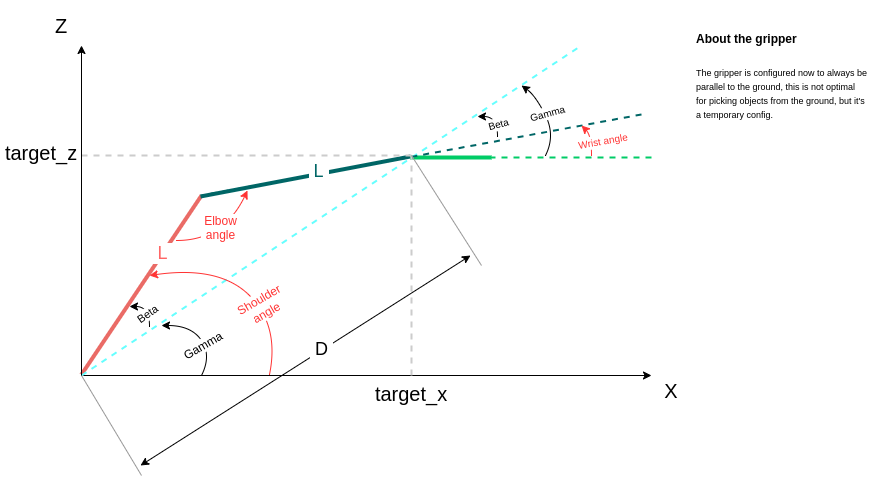 Z
About the gripper
The gripper is configured now to always be
parallel to the ground, this is not optimal
for picking objects from the ground, but it's
a temporary config.
Beta
Gamma
Wrist angle
target_z
L
Elbow
angle
L
Shoulder
angle
Beta
Gamma
D
target_x
X